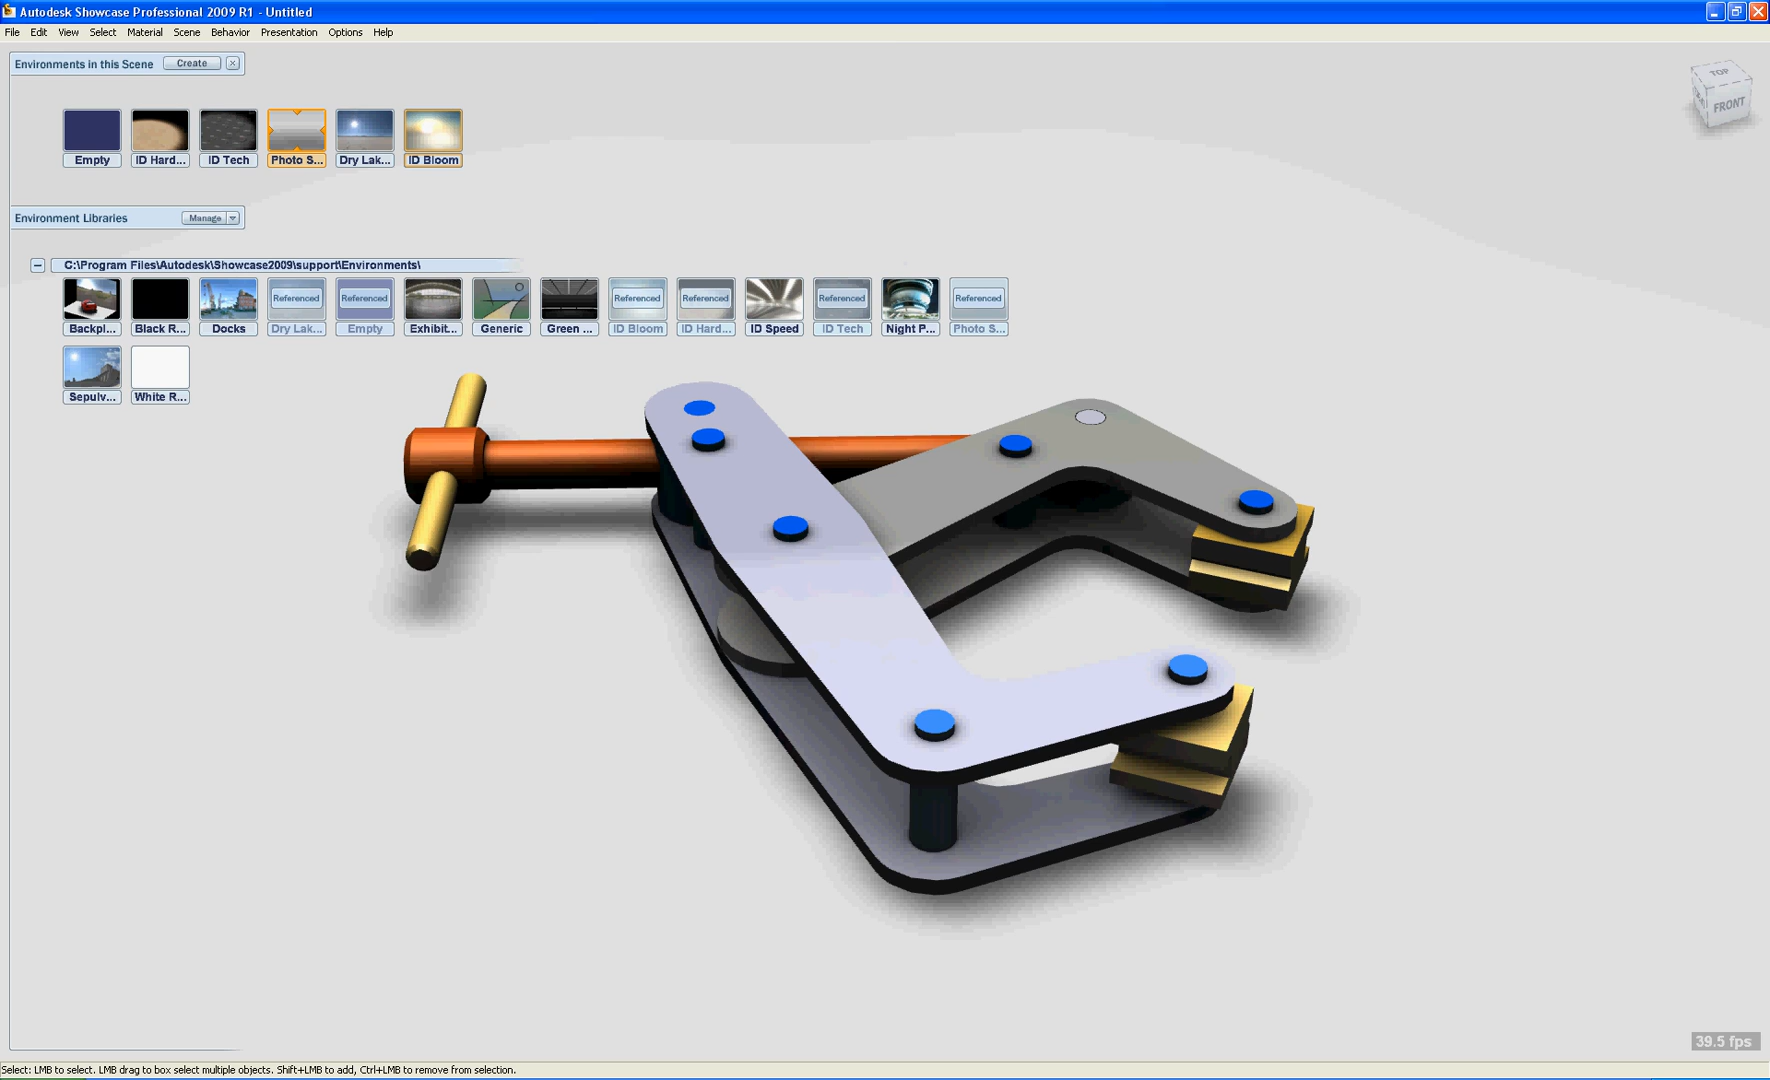 Autodesk Showcase Professional 2009 R1 - Untitled
File Edit View Select Material Scene Behavior Presentation Options Help
Environments in this Scene Create
TOP
FRONT
Empty ID Hard... ID Tech Photo S... Dry Lak... ID Bloom
Environment Libraries Manage
C:\Program Files\Autodesk\Showcase2009\support\Environments\
Referenced Referenced Referenced Referenced Referenced Referenced
Backpl... Black R... Docks Dry Lak... Empty Exhibit... Generic Green ... ID Bloom ID Hard... ID Speed ID Tech Night P... Photo S...
Sepulv... White R...
39.5 fps
Select: LMB to select. LMB drag to box select multiple objects. Shift+LMB to add, Ctrl+LMB to remove from selection.